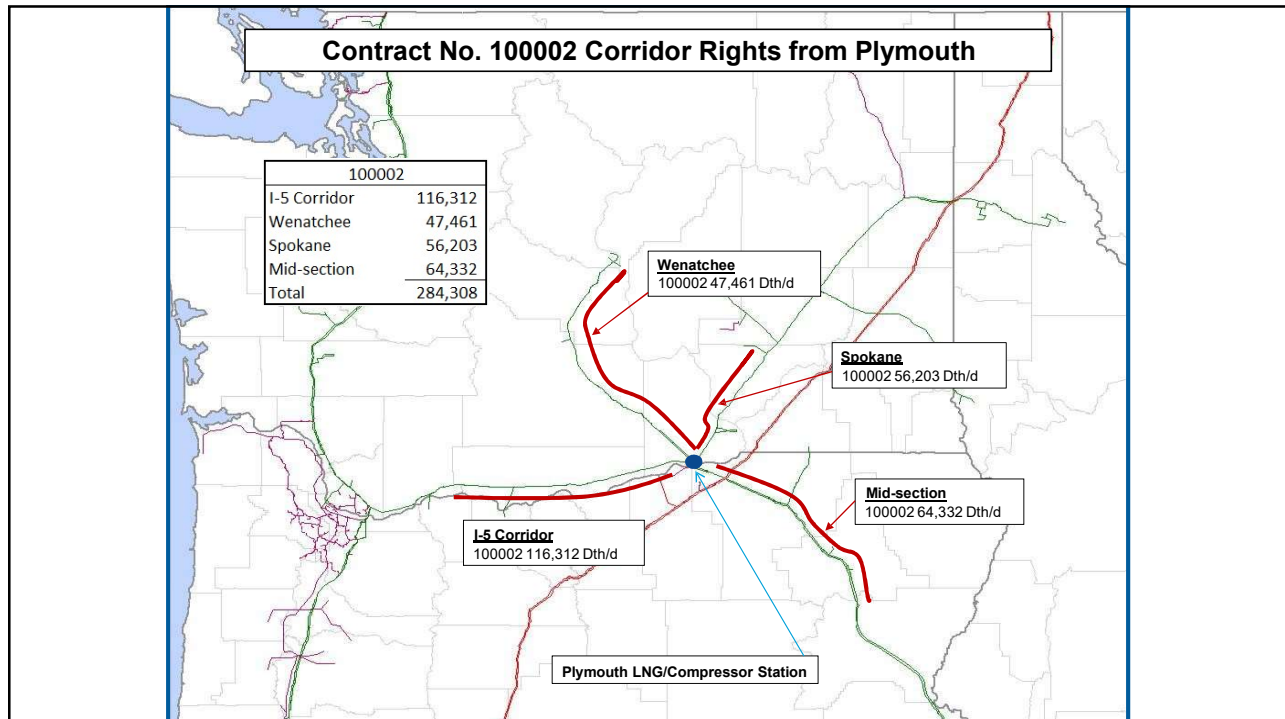 Contract No. 100002 Corridor Rights from Plymouth
100002
I-5 Corridor 116,312
Wenatchee 47,461
Spokane 56,203
Mid-section 64,332
Total 284,308
Wenatchee
100002 47,461 Dth/d
Spokane
100002 56,203 Dth/d
Mid-section
100002 64,332 Dth/d
I-5 Corridor
100002 116,312 Dth/d
Plymouth LNG/Compressor Station